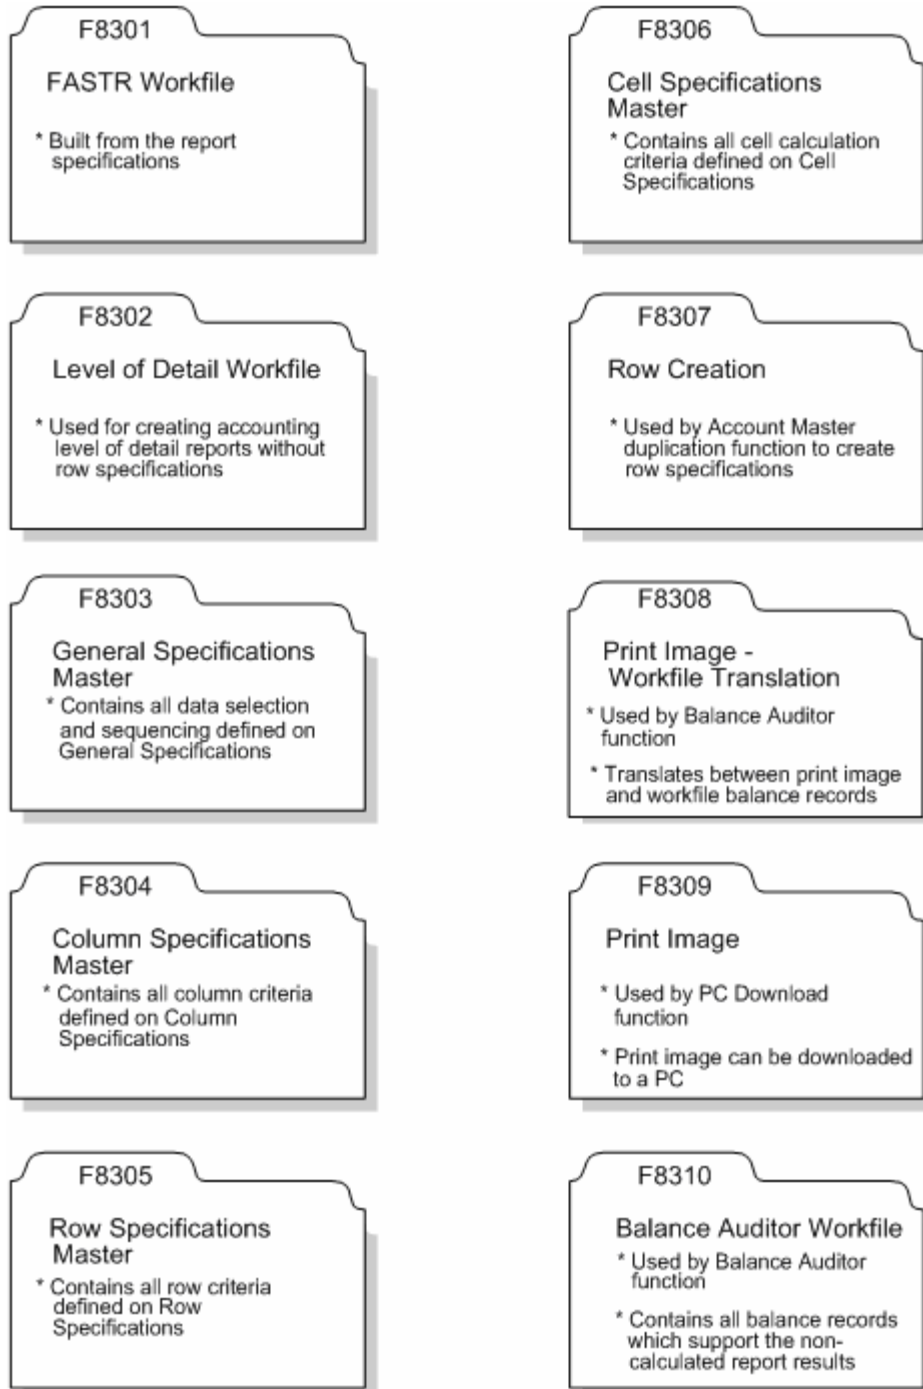 F8301
FASTR Workfile
* Built from the report
specifications
F8302
Level of Detail Workfile
* Used for creating accounting
level of detail reports without
row specifications
F8303
General Specifications
Master
* Contains all data selection
and sequencing defined on
General Specifications
F8304
Column Specifications
Master
* Contains all column criteria
defined on Column
Specifications
F8305
Row Specifications
Master
* Contains all row criteria
defined on Row
Specifications
F8306
Cell Specifications
Master
* Contains all cell calculation
criteria defined on Cell
Specifications
F8307
Row Creation
* Used by Account Master
duplication function to create
row specifications
F8308
Print Image -
Workfile Translation
* Used by Balance Auditor
function
* Translates between print image
and workfile balance records
F8309
Print Image
* Used by PC Download
function
* Print image can be downloaded
to a PC
F8310
Balance Auditor Workfile
* Used by Balance Auditor
function
* Contains all balance records
which support the non-
calculated report results